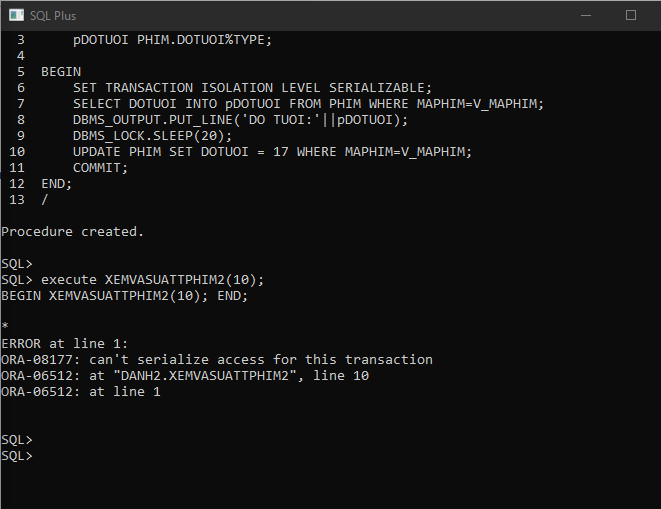 SQL Plus
3 pDOTUOI PHIM.DOTUOI%TYPE;
4
5 BEGIN
6 SET TRANSACTION ISOLATION LEVEL SERIALIZABLE;
7 SELECT DOTUOI INTO pDOTUOI FROM PHIM WHERE MAPHIM=V_MAPHIM;
8 DBMS_OUTPUT.PUT_LINE('DO TUOI:'||pDOTUOI);
9 DBMS_LOCK.SLEEP(20);
10 UPDATE PHIM SET DOTUOI = 17 WHERE MAPHIM=V_MAPHIM;
11 COMMIT;
12 END;
13 /
Procedure created.
SQL>
SQL> execute XEMVASUATTPHIM2(10);
BEGIN XEMVASUATTPHIM2(10); END;
*
ERROR at line 1:
ORA-08177: can't serialize access for this transaction
ORA-06512: at "DANH2.XEMVASUATTPHIM2", line 10
ORA-06512: at line 1
SQL>
SQL>